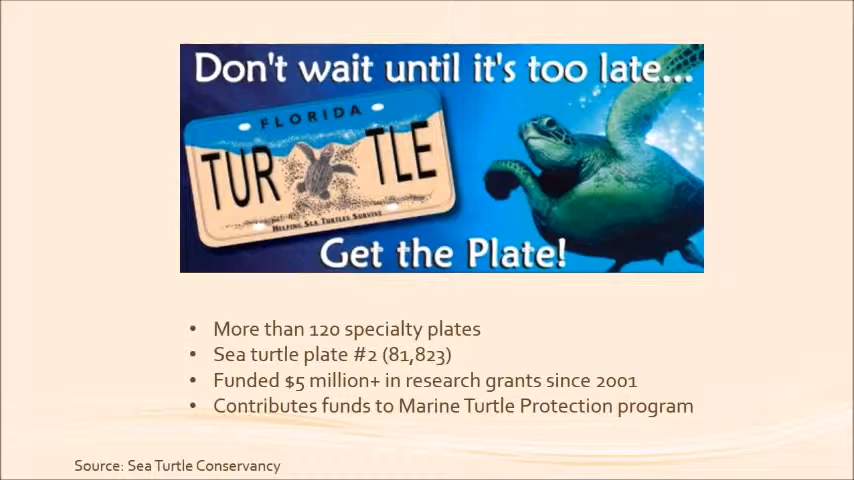 Don't wait until it's too late...
FLORIDA
TUR TLE
HELPING SEA TURTLES SURVIVE
Get the Plate!
• More than 120 specialty plates
• Sea turtle plate #2 (81,823)
• Funded $5 million+ in research grants since 2001
• Contributes funds to Marine Turtle Protection program
Source: Sea Turtle Conservancy